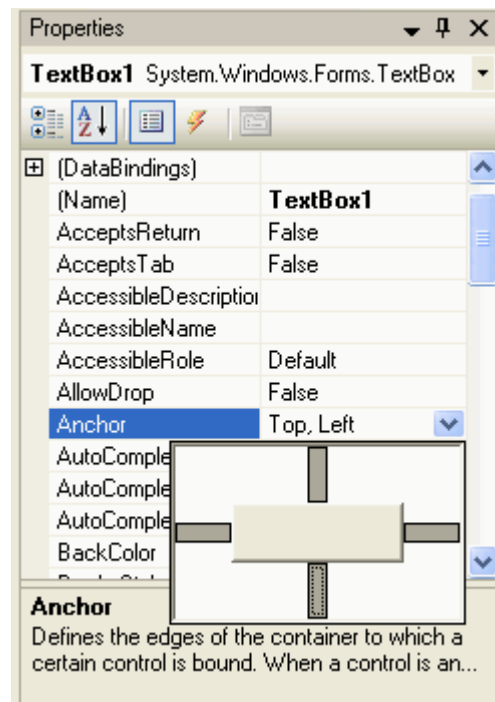 Properties
TextBox1 System.Windows.Forms.TextBox
(DataBindings)
(Name) TextBox1
AcceptsReturn False
AcceptsTab False
AccessibleDescription
AccessibleName
AccessibleRole Default
AllowDrop False
Anchor Top, Left
AutoComple
AutoComple
AutoComple
BackColor
Anchor
Defines the edges of the container to which a
certain control is bound. When a control is an...